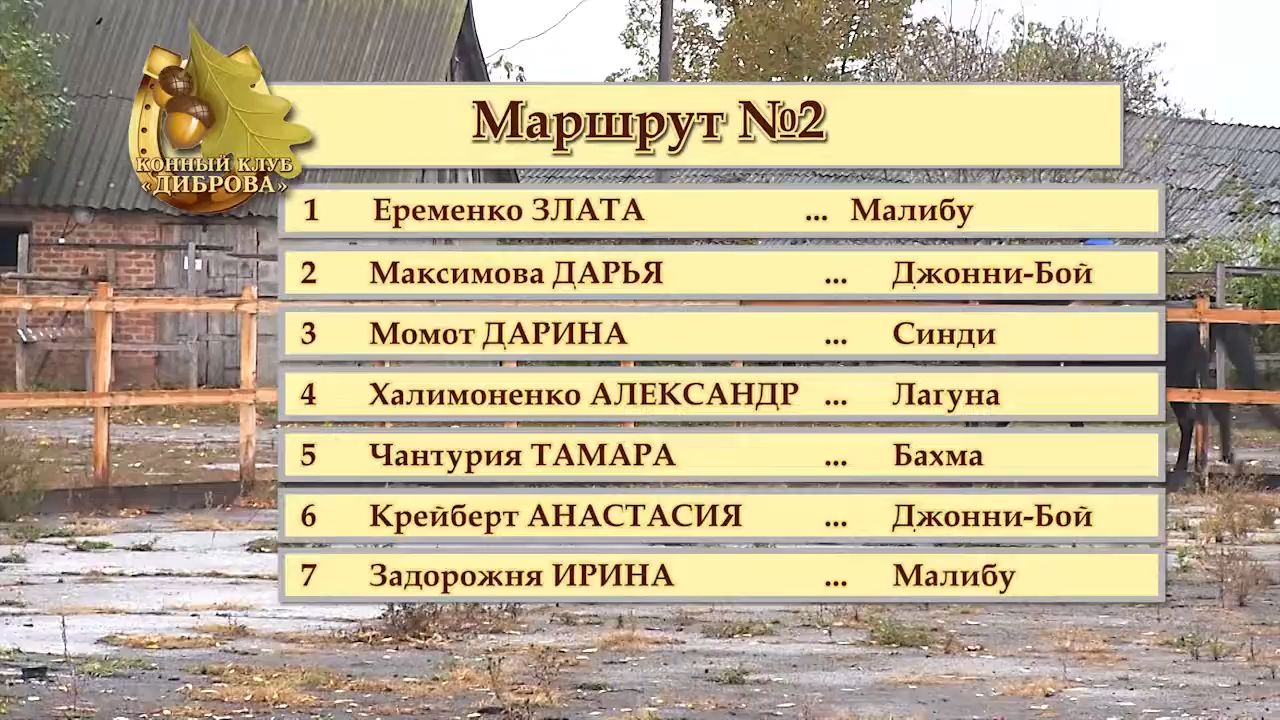 Маршрут №2
КОННЫЙ КЛУБ
«ДИБРОВА»
1 Еременко ЗЛАТА ... Малибу
2 Максимова ДАРЬЯ ... Джонни-Бой
3 Момот ДАРИНА ... Синди
4 Халимоненко АЛЕКСАНДР ... Лагуна
5 Чантурия ТАМАРА ... Бахма
6 Крейберт АНАСТАСИЯ ... Джонни-Бой
7 Задорожня ИРИНА ... Малибу